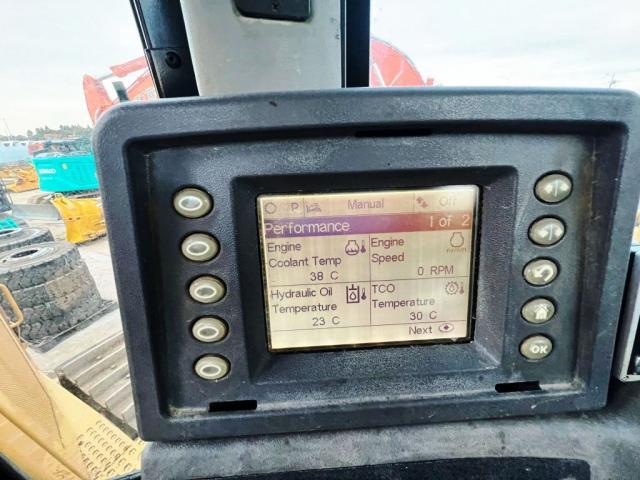 P Manual Off
Performance 1 of 2
Engine Coolant Temp 38 C
Engine Speed 0 RPM
Hydraulic Oil Temperature 23 C
TCO Temperature 30 C
Next
OK